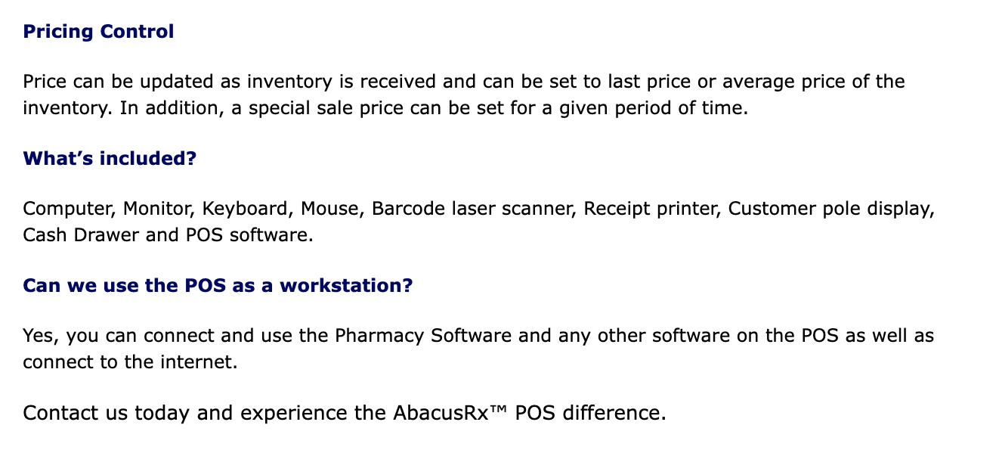 Pricing Control
Price can be updated as inventory is received and can be set to last price or average price of the
inventory. In addition, a special sale price can be set for a given period of time.
What’s included?
Computer, Monitor, Keyboard, Mouse, Barcode laser scanner, Receipt printer, Customer pole display,
Cash Drawer and POS software.
Can we use the POS as a workstation?
Yes, you can connect and use the Pharmacy Software and any other software on the POS as well as
connect to the internet.
Contact us today and experience the AbacusRx™ POS difference.